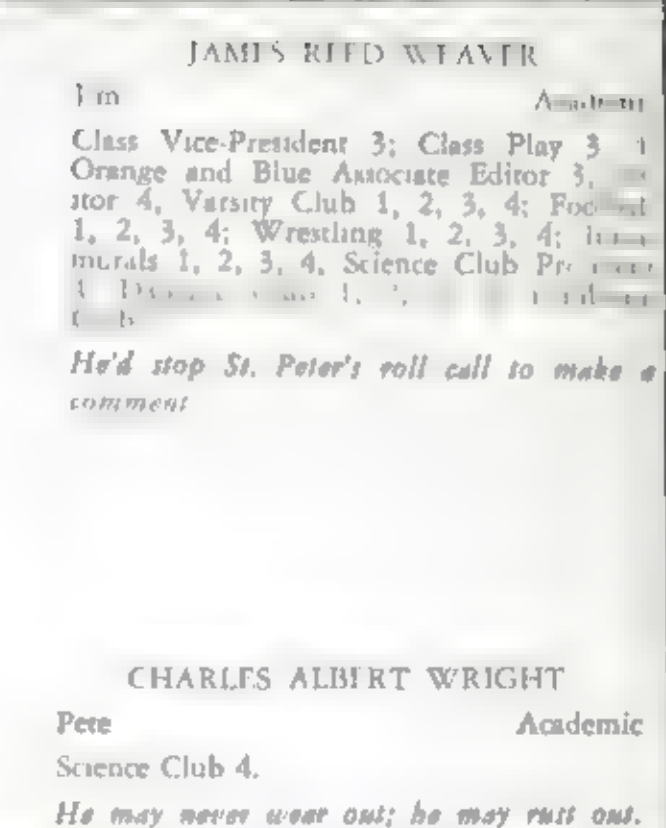 JAMES REED WEAVER
Jim Academic
Class Vice-President 3; Class Play 3
Orange and Blue Associate Editor 3,
itor 4, Varsity Club 1, 2, 3, 4;
1, 2, 3, 4; Wrestling 1, 2, 3, 4;
murals 1, 2, 3, 4, Science Club
He'd stop St. Peter's roll call to make a
comment
CHARLES ALBERT WRIGHT
Pete Academic
Science Club 4.
He may never wear out; he may rust out.